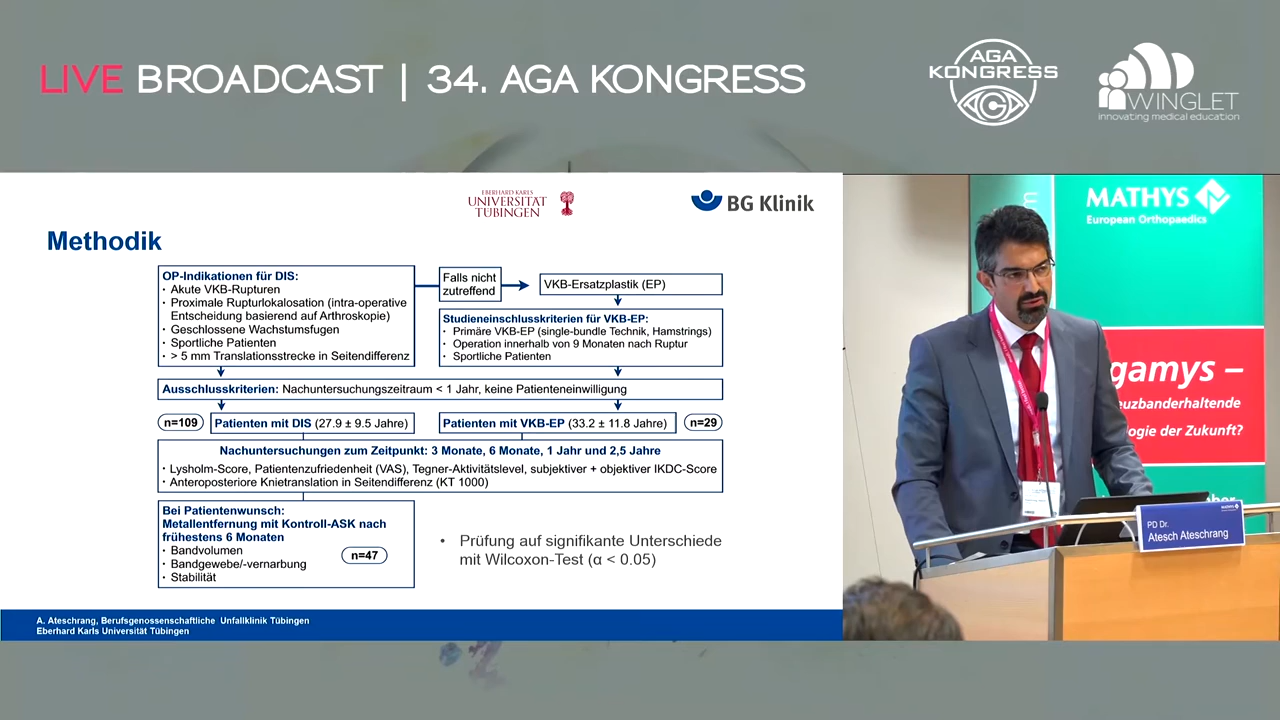 LIVE BROADCAST | 34. AGA KONGRESS
AGA
KONGRESS
AGA
WINGLET
innovating medical education
EBERHARD KARLS
UNIVERSITÄT
TÜBINGEN
BG Klinik
Methodik
OP-Indikationen für DIS:
· Akute VKB-Rupturen
· Proximale Rupturlokalosation (intra-operative
Entscheidung basierend auf Arthroskopie)
· Geschlossene Wachstumsfugen
· Sportliche Patienten
· > 5 mm Translationsstrecke in Seitendifferenz
Falls nicht
zutreffend
VKB-Ersatzplastik (EP)
Studieneinschlusskriterien für VKB-EP:
· Primäre VKB-EP (single-bundle Technik, Hamstrings)
· Operation innerhalb von 9 Monaten nach Ruptur
· Sportliche Patienten
Ausschlusskriterien: Nachuntersuchungszeitraum < 1 Jahr, keine Patienteneinwilligung
n=109
Patienten mit DIS (27.9 ± 9.5 Jahre)
Patienten mit VKB-EP (33.2 ± 11.8 Jahre)
n=29
Nachuntersuchungen zum Zeitpunkt: 3 Monate, 6 Monate, 1 Jahr und 2,5 Jahre
· Lysholm-Score, Patientenzufriedenheit (VAS), Tegner-Aktivitätslevel, subjektiver + objektiver IKDC-Score
· Anteroposteriore Knietranslation in Seitendifferenz (KT 1000)
Bei Patientenwunsch:
Metallentfernung mit Kontroll-ASK nach
frühestens 6 Monaten
· Bandvolumen
· Bandgewebe/-vernarbung
· Stabilität
n=47
• Prüfung auf signifikante Unterschiede
mit Wilcoxon-Test (α < 0.05)
A. Ateschrang, Berufsgenossenschaftliche Unfallklinik Tübingen
Eberhard Karls Universität Tübingen
MATHYS
European Orthopaedics
gamys –
euzbanderhaltende
ologie der Zukunft?
MATHYS
PD Dr.
Atesch Ateschrang